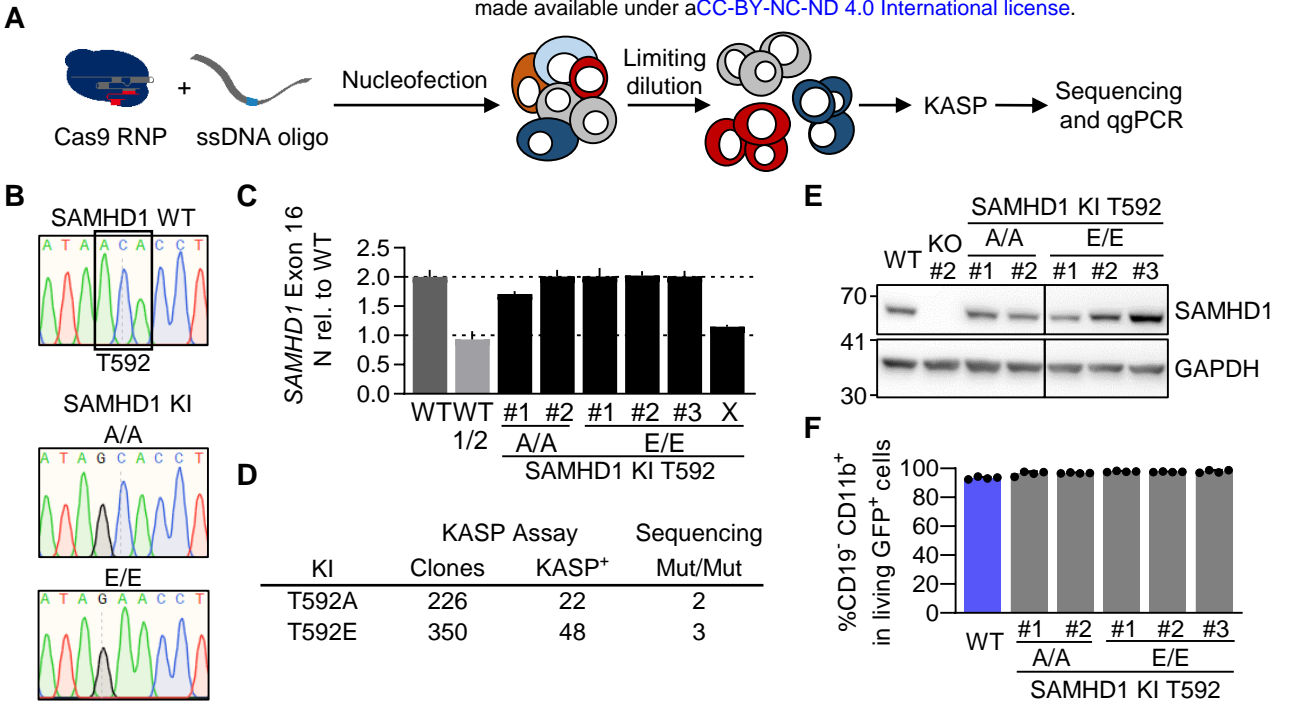 made available under aCC-BY-NC-ND 4.0 International license.
A
Cas9 RNP
+
ssDNA oligo
Nucleofection
Limiting
dilution
KASP
Sequencing
and qgPCR
B
SAMHD1 WT
A T A A C A C C T
T592
SAMHD1 KI
A/A
A T A G C A C C T
E/E
A T A G A A C C T
C
SAMHD1 Exon 16
N rel. to WT
2.5
2.0
1.5
1.0
0.5
0.0
WT WT #1 #2 #1 #2 #3 X
1/2 A/A E/E
SAMHD1 KI T592
D
KASP Assay Sequencing
KI Clones KASP+ Mut/Mut
T592A 226 22 2
T592E 350 48 3
E
SAMHD1 KI T592
KO A/A E/E
WT #2 #1 #2 #1 #2 #3
70
SAMHD1
41
GAPDH
30
F
%CD19- CD11b+
in living GFP+ cells
100
80
60
40
20
0
WT #1 #2 #1 #2 #3
A/A E/E
SAMHD1 KI T592